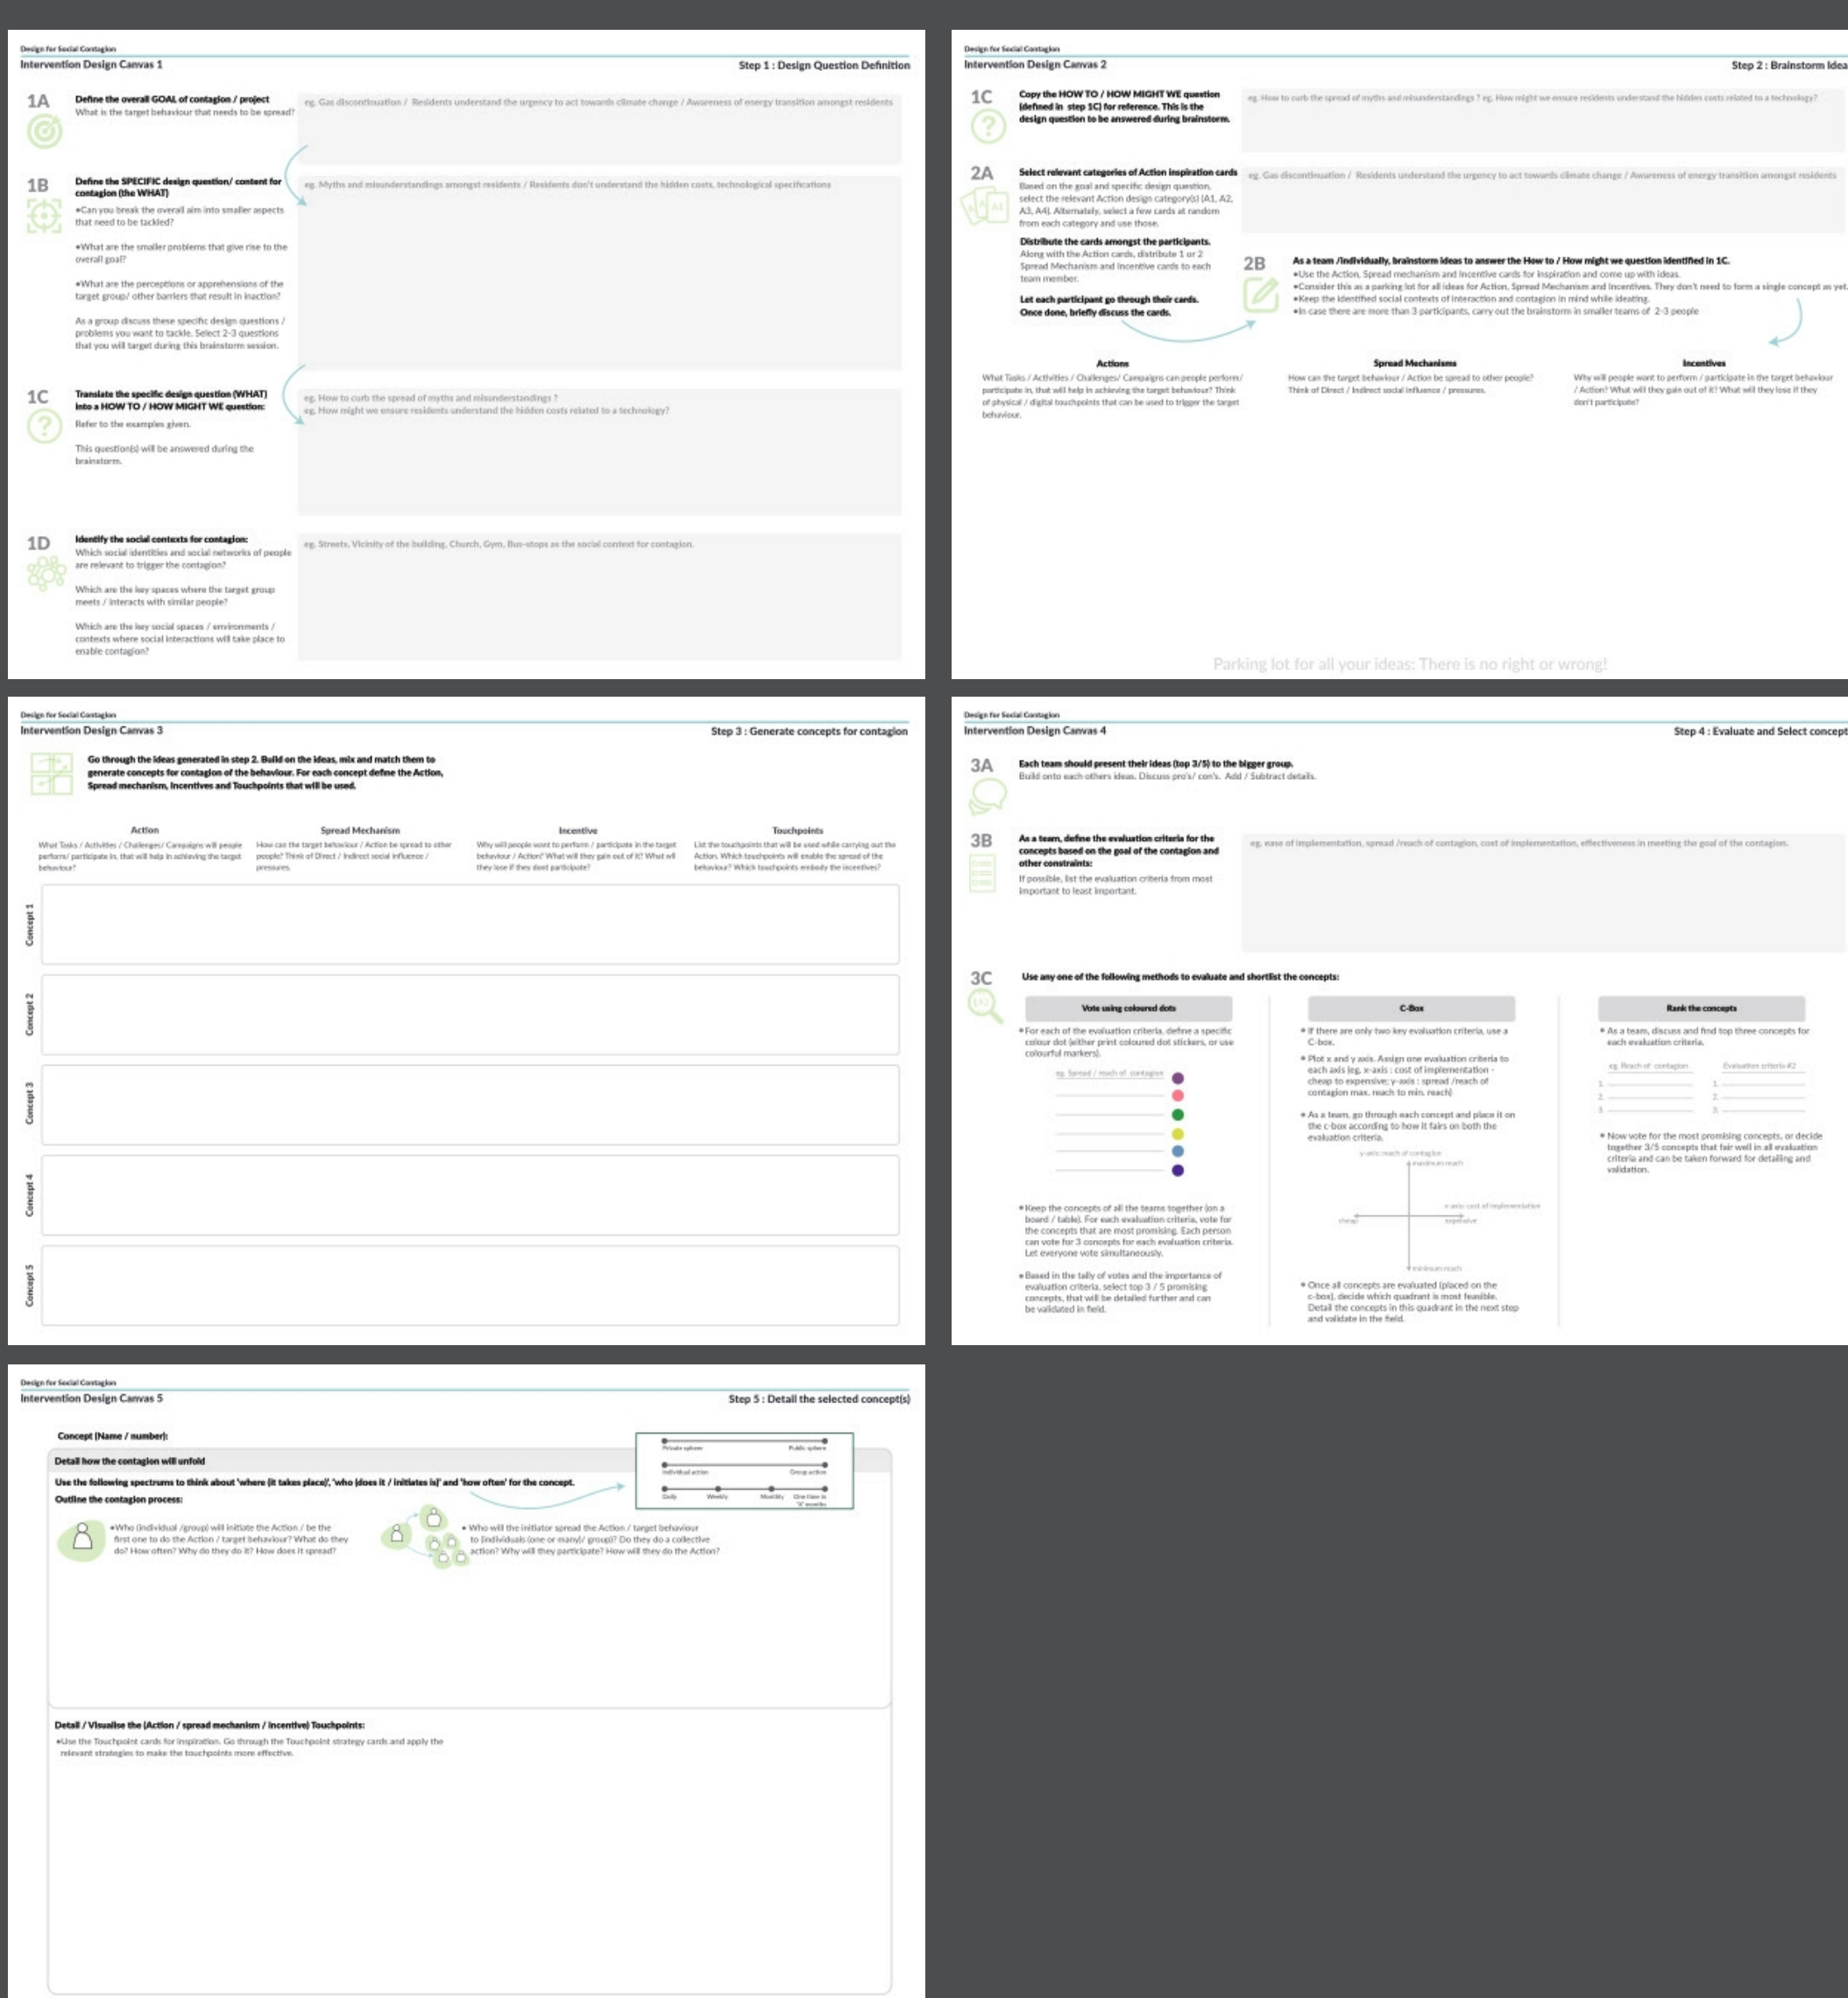 Design for Social Contagion
Intervention Design Canvas 1
Step 1 : Design Question Definition
1A
Define the overall GOAL of contagion / project
What is the target behaviour that needs to be spread?
eg. Gas discontinuation / Residents understand the urgency to act towards climate change / Awareness of energy transition amongst residents
1B
Define the SPECIFIC design question/ content for
contagion (the WHAT)
•Can you break the overall aim into smaller aspects
that need to be tackled?
•What are the smaller problems that give rise to the
overall goal?
•What are the perceptions or apprehensions of the
target group/ other barriers that result in inaction?
As a group discuss these specific design questions /
problems you want to tackle. Select 2-3 questions
that you will target during this brainstorm session.
eg. Myths and misunderstandings amongst residents / Residents don't understand the hidden costs, technological specifications
1C
Translate the specific design question (WHAT)
into a HOW TO / HOW MIGHT WE question:
Refer to the examples given.
This question(s) will be answered during the
brainstorm.
eg. How to curb the spread of myths and misunderstandings ?
eg. How might we ensure residents understand the hidden costs related to a technology?
1D
Identify the social contexts for contagion:
Which social identities and social networks of people
are relevant to trigger the contagion?
Which are the key spaces where the target group
meets / interacts with similar people?
Which are the key social spaces / environments /
contexts where social interactions will take place to
enable contagion?
eg. Streets, Vicinity of the building, Church, Gym, Bus-stops as the social context for contagion.
Design for Social Contagion
Intervention Design Canvas 2
Step 2 : Brainstorm Idea
1C
Copy the HOW TO / HOW MIGHT WE question
(defined in step 1C) for reference. This is the
design question to be answered during brainstorm.
eg. How to curb the spread of myths and misunderstandings ? eg. How might we ensure residents understand the hidden costs related to a technology?
2A
A1
Select relevant categories of Action inspiration cards
Based on the goal and specific design question,
select the relevant Action design category(s) (A1, A2,
A3, A4). Alternately, select a few cards at random
from each category and use those.
Distribute the cards amongst the participants.
Along with the Action cards, distribute 1 or 2
Spread Mechanism and Incentive cards to each
team member.
Let each participant go through their cards.
Once done, briefly discuss the cards.
eg. Gas discontinuation / Residents understand the urgency to act towards climate change / Awareness of energy transition amongst residents
2B
As a team /individually, brainstorm ideas to answer the How to / How might we question identified in 1C.
•Use the Action, Spread mechanism and Incentive cards for inspiration and come up with ideas.
•Consider this as a parking lot for all ideas for Action, Spread Mechanism and Incentives. They don't need to form a single concept as yet.
•Keep the identified social contexts of interaction and contagion in mind while ideating.
•In case there are more than 3 participants, carry out the brainstorm in smaller teams of 2-3 people
Actions
What Tasks / Activities / Challenges/ Campaigns can people perform/
participate in, that will help in achieving the target behaviour? Think
of physical / digital touchpoints that can be used to trigger the target
behaviour.
Spread Mechanisms
How can the target behaviour / Action be spread to other people?
Think of Direct / Indirect social influence / pressures.
Incentives
Why will people want to perform / participate in the target behaviour
/ Action? What will they gain out of it? What will they lose if they
don't participate?
Parking lot for all your ideas: There is no right or wrong!
Design for Social Contagion
Intervention Design Canvas 3
Step 3 : Generate concepts for contagion
Go through the ideas generated in step 2. Build on the ideas, mix and match them to
generate concepts for contagion of the behaviour. For each concept define the Action,
Spread mechanism, Incentives and Touchpoints that will be used.
Action
What Tasks / Activities / Challenges/ Campaigns will people
perform/ participate in, that will help in achieving the target
behaviour?
Spread Mechanism
How can the target behaviour / Action be spread to other
people? Think of Direct / Indirect social influence /
pressures.
Incentive
Why will people want to perform / participate in the target
behaviour / Action? What will they gain out of it? What will
they lose if they dont participate?
Touchpoints
List the touchpoints that will be used while carrying out the
Action. Which touchpoints will enable the spread of the
behaviour? Which touchpoints embody the incentives?
Concept 1
Concept 2
Concept 3
Concept 4
Concept 5
Design for Social Contagion
Intervention Design Canvas 4
Step 4 : Evaluate and Select concept
3A
Each team should present their ideas (top 3/5) to the bigger group.
Build onto each others ideas. Discuss pro's/ con's. Add / Subtract details.
3B
As a team, define the evaluation criteria for the
concepts based on the goal of the contagion and
other constraints:
If possible, list the evaluation criteria from most
important to least important.
eg. ease of implementation, spread /reach of contagion, cost of implementation, effectiveness in meeting the goal of the contagion.
3C
Use any one of the following methods to evaluate and shortlist the concepts:
Vote using coloured dots
•For each of the evaluation criteria, define a specific
colour dot (either print coloured dot stickers, or use
colourful markers).
eg. Spread / reach of contagion
•Keep the concepts of all the teams together (on a
board / table). For each evaluation criteria, vote for
the concepts that are most promising. Each person
can vote for 3 concepts for each evaluation criteria.
Let everyone vote simultaneously.
•Based in the tally of votes and the importance of
evaluation criteria, select top 3 / 5 promising
concepts, that will be detailed further and can
be validated in field.
C-Box
• If there are only two key evaluation criteria, use a
C-box.
• Plot x and y axis. Assign one evaluation criteria to
each axis (eg. x-axis : cost of implementation -
cheap to expensive; y-axis : spread /reach of
contagion max. reach to min. reach)
• As a team, go through each concept and place it on
the c-box according to how it fairs on both the
evaluation criteria.
y-axis: reach of contagion
maximum reach
x-axis: cost of implementation
cheap
expensive
minimum reach
• Once all concepts are evaluated (placed on the
c-box), decide which quadrant is most feasible.
Detail the concepts in this quadrant in the next step
and validate in the field.
Rank the concepts
• As a team, discuss and find top three concepts for
each evaluation criteria.
eg. Reach of contagion
Evaluation criteria #2
1.
1.
2.
2.
3.
3.
• Now vote for the most promising concepts, or decide
together 3/5 concepts that fair well in all evaluation
criteria and can be taken forward for detailing and
validation.
Design for Social Contagion
Intervention Design Canvas 5
Step 5 : Detail the selected concept(s)
Concept (Name / number):
Detail how the contagion will unfold
Use the following spectrums to think about 'where (it takes place)', 'who (does it / initiates is)' and 'how often' for the concept.
Private sphere
Public sphere
Individual action
Group action
Daily
Weekly
Monthly
One time in
"X" months
Outline the contagion process:
•Who (individual /group) will initiate the Action / be the
first one to do the Action / target behaviour? What do they
do? How often? Why do they do it? How does it spread?
• Who will the initiator spread the Action / target behaviour
to (individuals (one or many)/ group)? Do they do a collective
action? Why will they participate? How will they do the Action?
Detail / Visualise the (Action / spread mechanism / incentive) Touchpoints:
•Use the Touchpoint cards for inspiration. Go through the Touchpoint strategy cards and apply the
relevant strategies to make the touchpoints more effective.